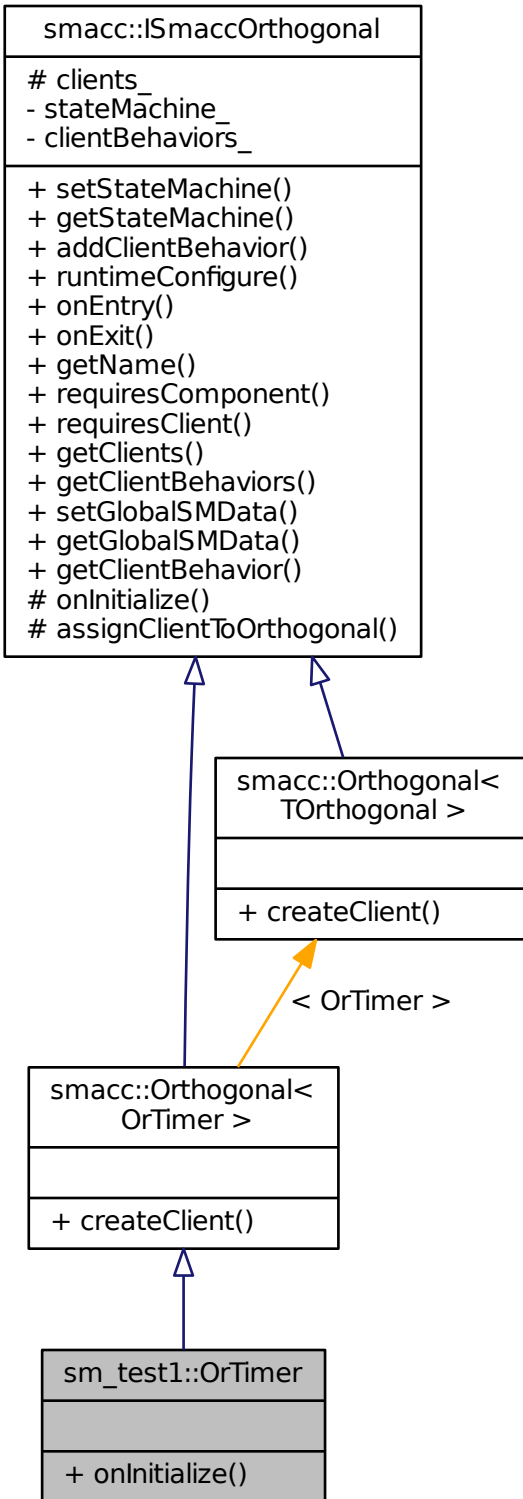 smacc::ISmaccOrthogonal
# clients_
- stateMachine_
- clientBehaviors_
+ setStateMachine()
+ getStateMachine()
+ addClientBehavior()
+ runtimeConfigure()
+ onEntry()
+ onExit()
+ getName()
+ requiresComponent()
+ requiresClient()
+ getClients()
+ getClientBehaviors()
+ setGlobalSMData()
+ getGlobalSMData()
+ getClientBehavior()
# onInitialize()
# assignClientToOrthogonal()
smacc::Orthogonal<
TOrthogonal >
+ createClient()
< OrTimer >
smacc::Orthogonal<
OrTimer >
+ createClient()
sm_test1::OrTimer
+ onInitialize()